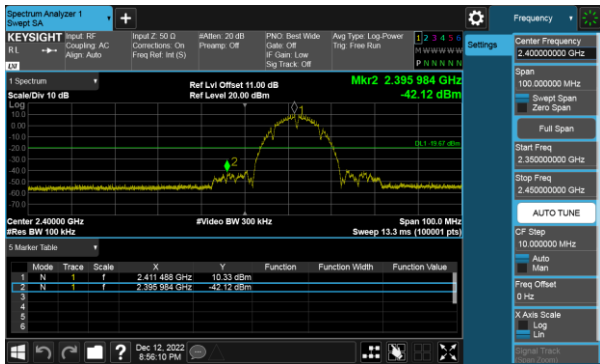 Spectrum Analyzer 1
Swept SA
+
Frequency
KEYSIGHT
RL
Input: RF
Coupling: AC
Align: Auto
Input Z: 50 Ω
Corrections: On
Freq Ref: Int (S)
#Atten: 20 dB
Preamp: Off
PNO: Best Wide
Gate: Off
IF Gain: Low
Sig Track: Off
Avg Type: Log-Power
Trig: Free Run
1 2 3 4 5 6
M W W W W W
P N N N N N
Settings
Center Frequency
2.400000000 GHz
Span
100.000000 MHz
Swept Span
Zero Span
Full Span
Start Freq
2.350000000 GHz
Stop Freq
2.450000000 GHz
AUTO TUNE
CF Step
10.000000 MHz
Auto
Man
Freq Offset
0 Hz
X Axis Scale
Log
Lin
Signal Track
(Span Zoom)
1 Spectrum
Scale/Div 10 dB
Ref Lvl Offset 11.00 dB
Ref Level 20.00 dBm
Mkr2 2.395 984 GHz
-42.12 dBm
Log
10.0
0.00
-10.0
-20.0
-30.0
-40.0
-50.0
-60.0
-70.0
1
2
DL1 -19.67 dBm
Center 2.40000 GHz
#Res BW 100 kHz
#Video BW 300 kHz
Span 100.0 MHz
Sweep 13.3 ms (100001 pts)
5 Marker Table
Mode Trace Scale X Y Function Function Width Function Value
1 N 1 f 2.411 488 GHz 10.33 dBm
2 N 1 f 2.395 984 GHz -42.12 dBm
3
4
5
6
?
Dec 12, 2022
8:56:10 PM